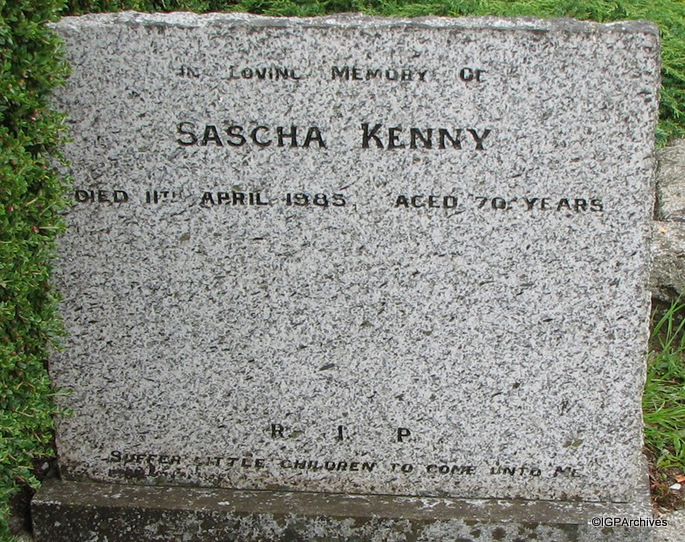 IN LOVING MEMORY OF
SASCHA KENNY
DIED 11TH APRIL 1985. AGED 70 YEARS
R. I. P.
"SUFFER LITTLE CHILDREN TO COME UNTO ME"
©IGPArchives